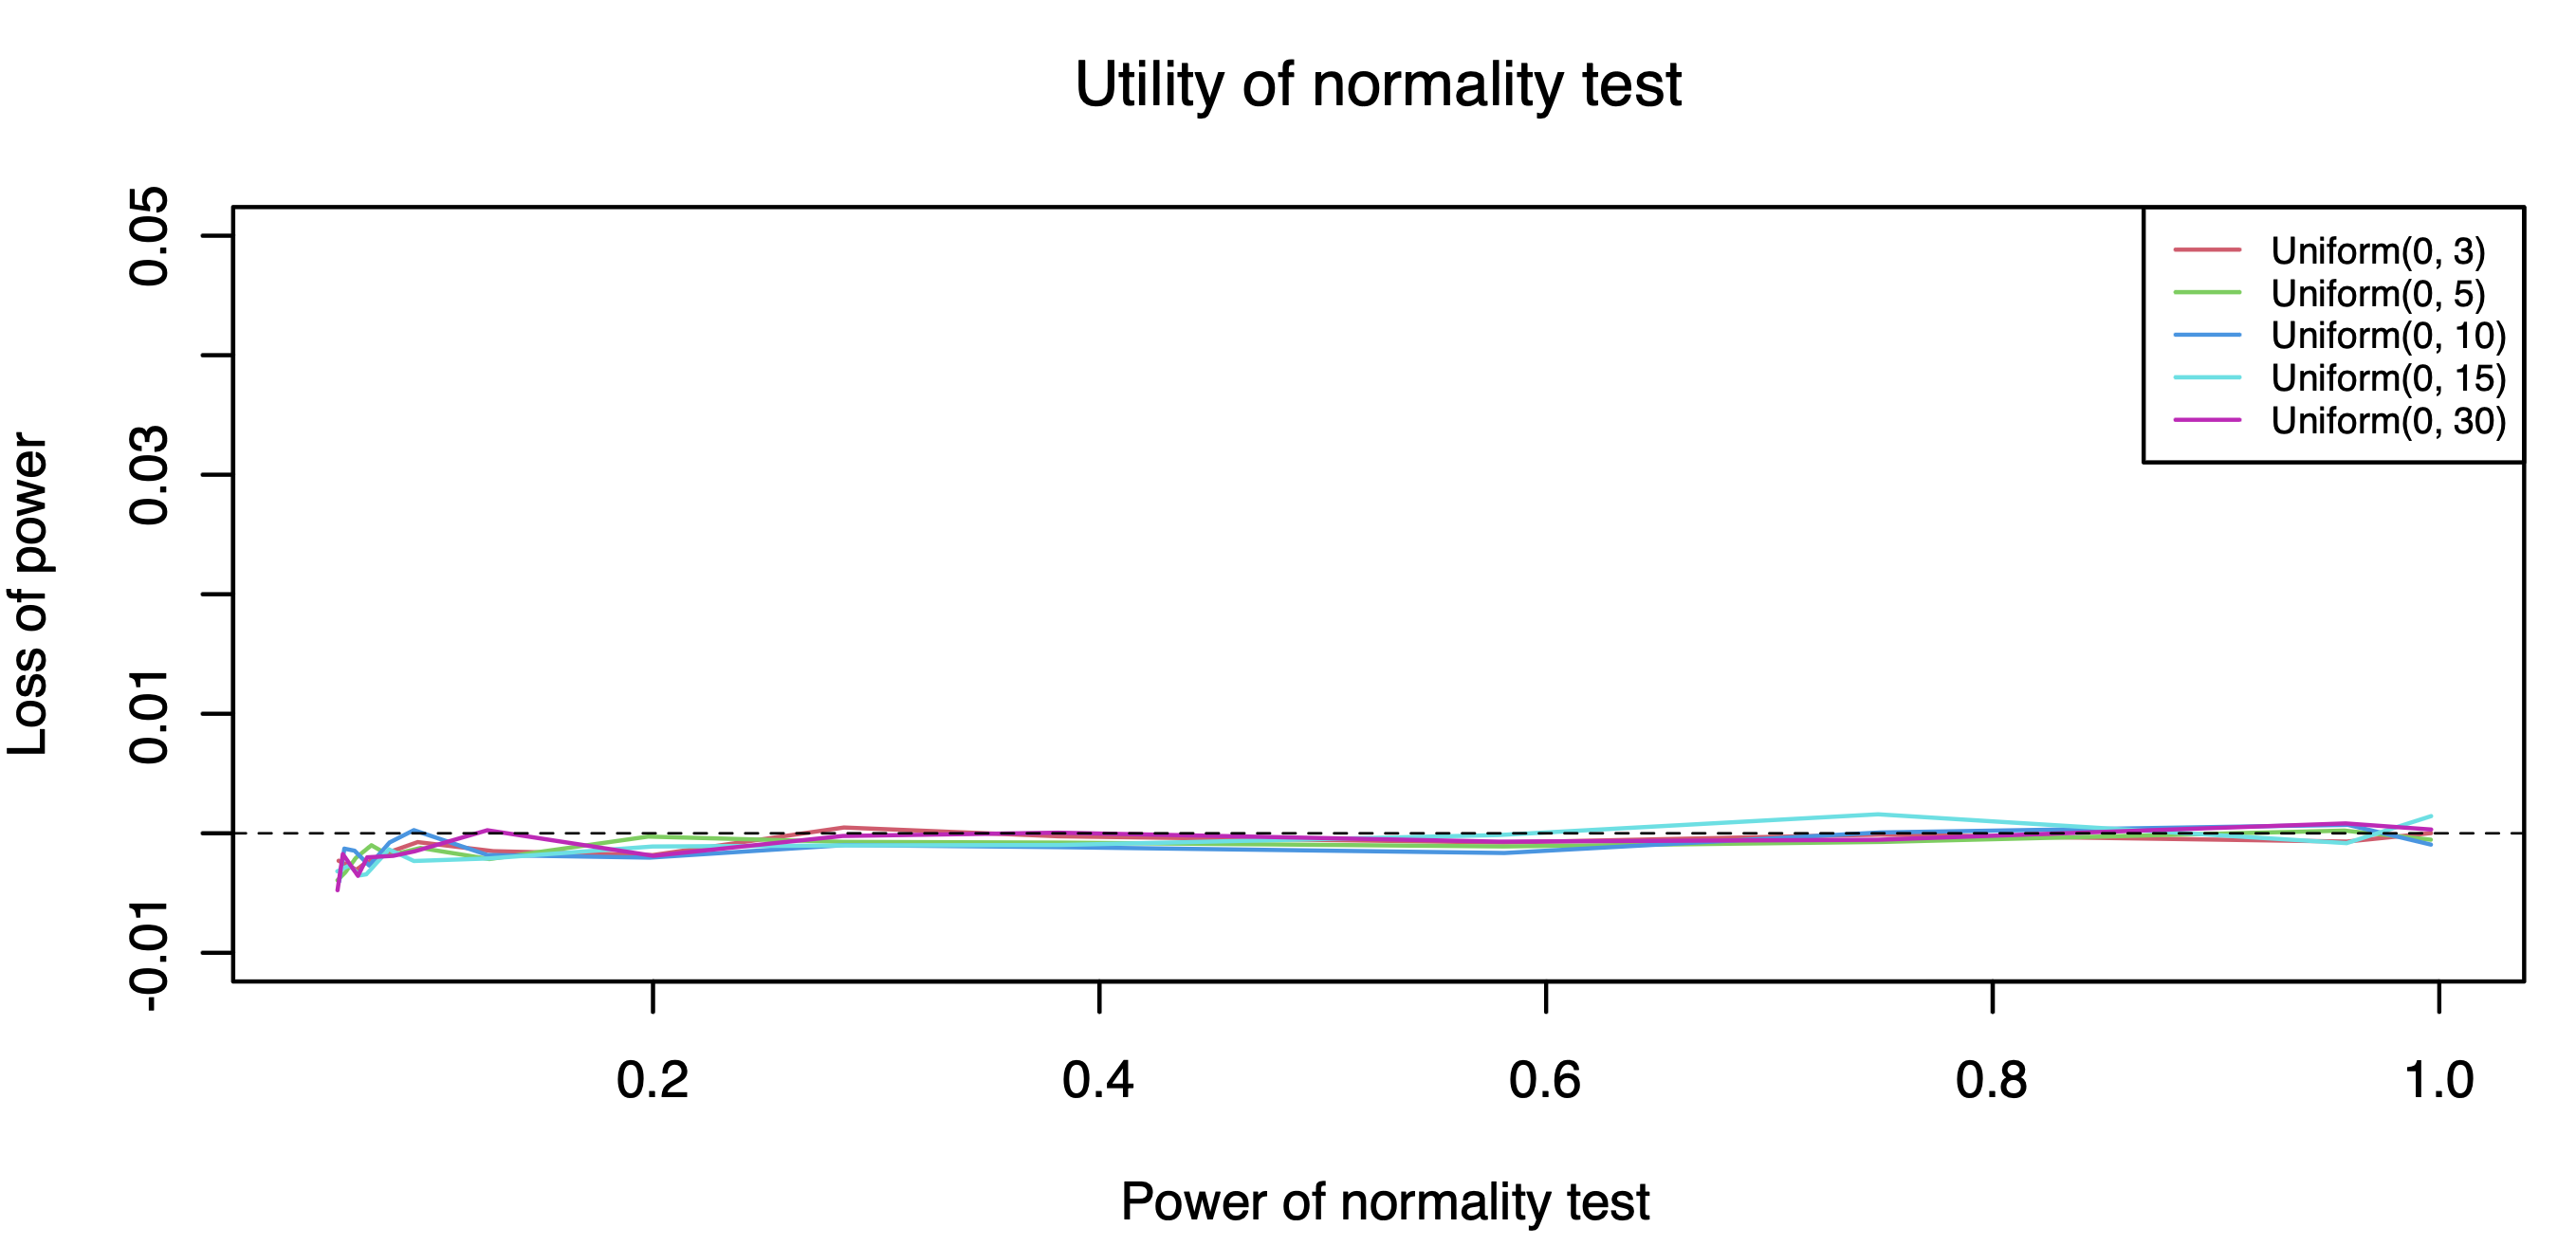 Utility of normality test
Loss of power
0.05
0.03
0.01
-0.01
Uniform(0, 3)
Uniform(0, 5)
Uniform(0, 10)
Uniform(0, 15)
Uniform(0, 30)
0.2 0.4 0.6 0.8 1.0
Power of normality test